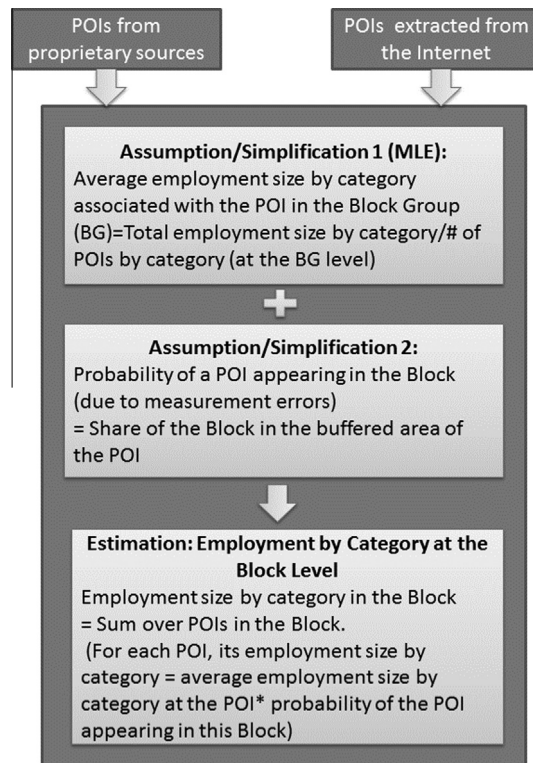 POIs from
proprietary sources
POIs extracted from
the Internet
Assumption/Simplification 1 (MLE):
Average employment size by category
associated with the POI in the Block Group
(BG)=Total employment size by category/# of
POIs by category (at the BG level)
Assumption/Simplification 2:
Probability of a POI appearing in the Block
(due to measurement errors)
= Share of the Block in the buffered area of
the POI
Estimation: Employment by Category at the
Block Level
Employment size by category in the Block
= Sum over POIs in the Block.
(For each POI, its employment size by
category = average employment size by
category at the POI* probability of the POI
appearing in this Block)